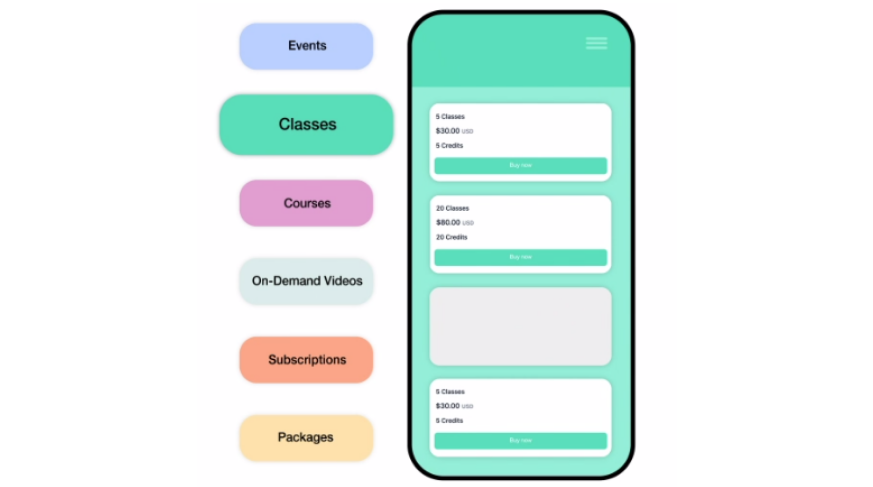 Events
Classes
Courses
On-Demand Videos
Subscriptions
Packages
5 Classes
$30.00 USD
5 Credits
Buy now
20 Classes
$80.00 USD
20 Credits
Buy now
5 Classes
$30.00 USD
5 Credits
Buy now